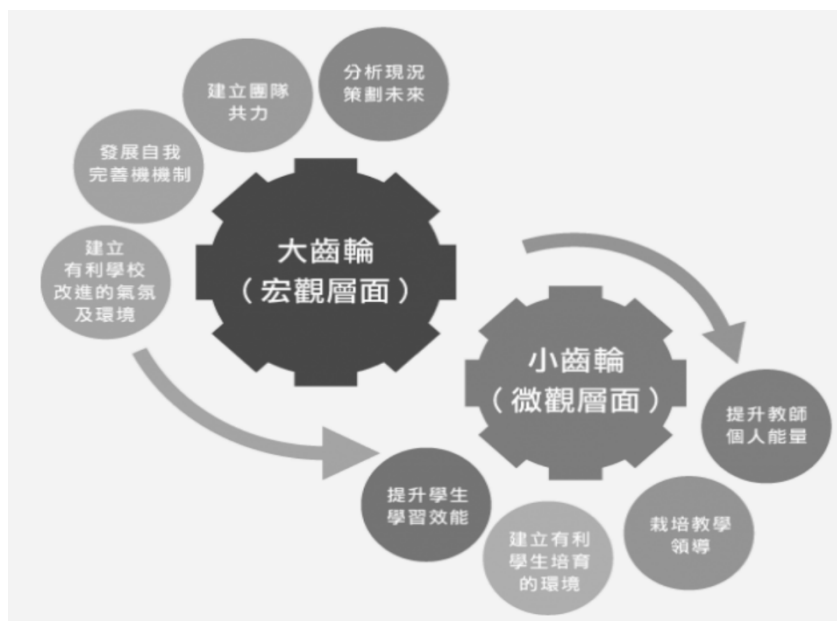 分析現況
策劃未來
建立團隊
共力
發展自我
完善機機制
建立
有利學校
改進的氣氛
及環境
大齒輪
（宏觀層面）
小齒輪
（微觀層面）
提升教師
個人能量
栽培教學
領導
建立有利
學生培育
的環境
提升學生
學習效能